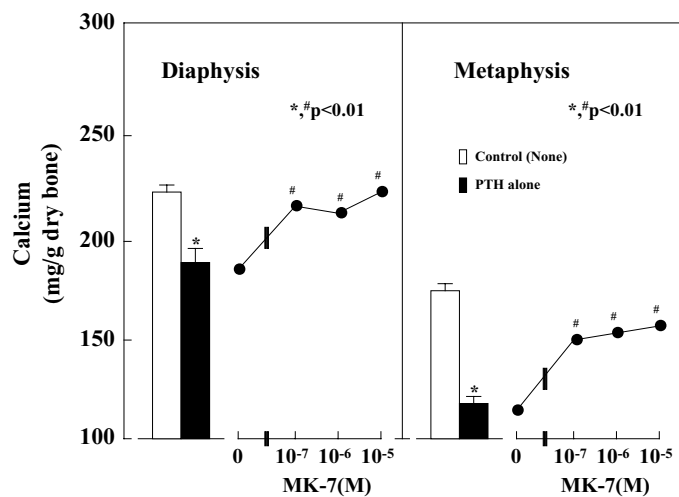 300
250
200
150
100
Calcium
(mg/g dry bone)
Diaphysis
*,#p<0.01
*
#
#
#
0
10-7
10-6
10-5
MK-7(M)
Metaphysis
*,#p<0.01
Control (None)
PTH alone
*
#
#
#
0
10-7
10-6
10-5
MK-7(M)